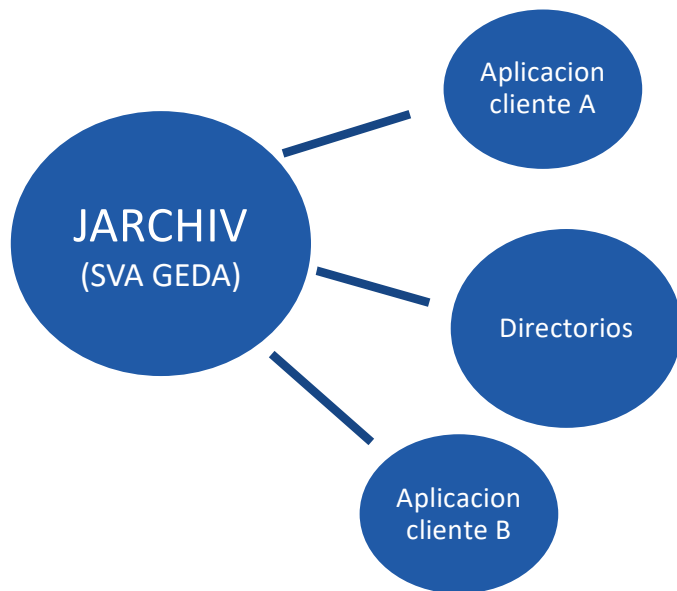 Aplicacion
cliente A
JARCHIV
(SVA GEDA)
Directorios
Aplicacion
cliente B